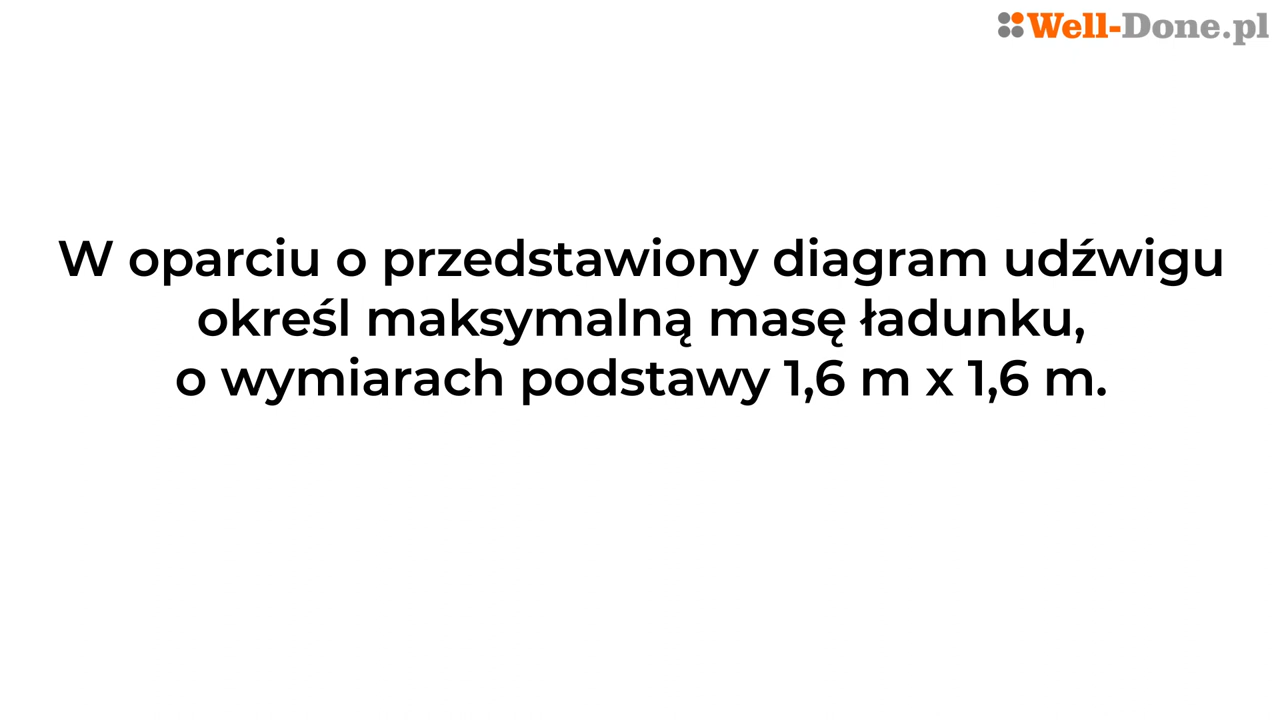 Well-Done.pl
W oparciu o przedstawiony diagram udźwigu
określ maksymalną masę ładunku,
o wymiarach podstawy 1,6 m x 1,6 m.